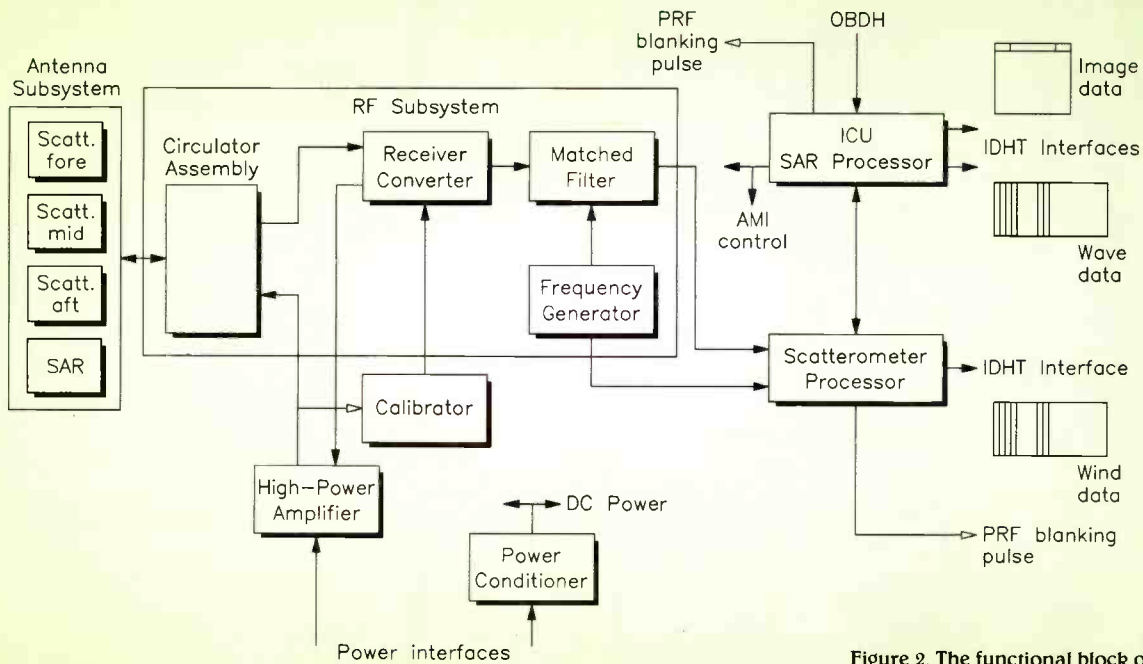 PRF
blanking
pulse
OBDH
Image
data
Antenna
Subsystem
RF Subsystem
Scatt.
fore
Scatt.
mid
Scatt.
aft
SAR
Circulator
Assembly
Receiver
Converter
Matched
Filter
Frequency
Generator
ICU
SAR Processor
IDHT Interfaces
AMI
control
Wave
data
Scatterometer
Processor
IDHT Interface
Wind
data
Calibrator
High-Power
Amplifier
DC Power
Power
Conditioner
PRF blanking
pulse
Power interfaces
Figure 2. The functional block o